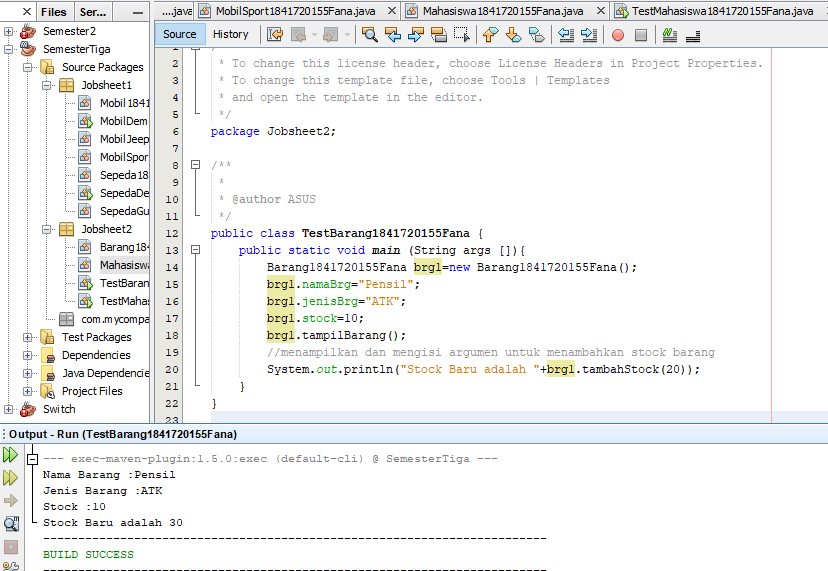 Files
Ser...
....java
MobilSport1841720155Fana.java
Mahasiswa1841720155Fana.java
TestMahasiswa1841720155Fana.java
Source
History
Semester2
SemesterTiga
Source Packages
Jobsheet1
Mobil1841
MobilDem
MobilJeep
MobilSpor
Sepeda18
SepedaDe
SepedaGu
Jobsheet2
Barang184
Mahasiswa
TestBaran
TestMahas
com.mycompa
Test Packages
Dependencies
Java Dependencie
Project Files
Switch
2 * To change this license header, choose License Headers in Project Properties.
3 * To change this template file, choose Tools | Templates
4 * and open the template in the editor.
5 */
6 package Jobsheet2;
7
8 /**
9 *
10 * @author ASUS
11 */
12 public class TestBarang1841720155Fana {
13 public static void main (String args []){
14 Barang1841720155Fana brg1=new Barang1841720155Fana();
15 brg1.namaBrg="Pensil";
16 brg1.jenisBrg="ATK";
17 brg1.stock=10;
18 brg1.tampilBarang();
19 //menampilkan dan mengisi argumen untuk menambahkan stock barang
20 System.out.println("Stock Baru adalah "+brg1.tambahStock(20));
21 }
22 }
23
Output - Run (TestBarang1841720155Fana)
--- exec-maven-plugin:1.5.0:exec (default-cli) @ SemesterTiga ---
Nama Barang :Pensil
Jenis Barang :ATK
Stock :10
Stock Baru adalah 30
------------------------------------------------------------------------
BUILD SUCCESS
------------------------------------------------------------------------